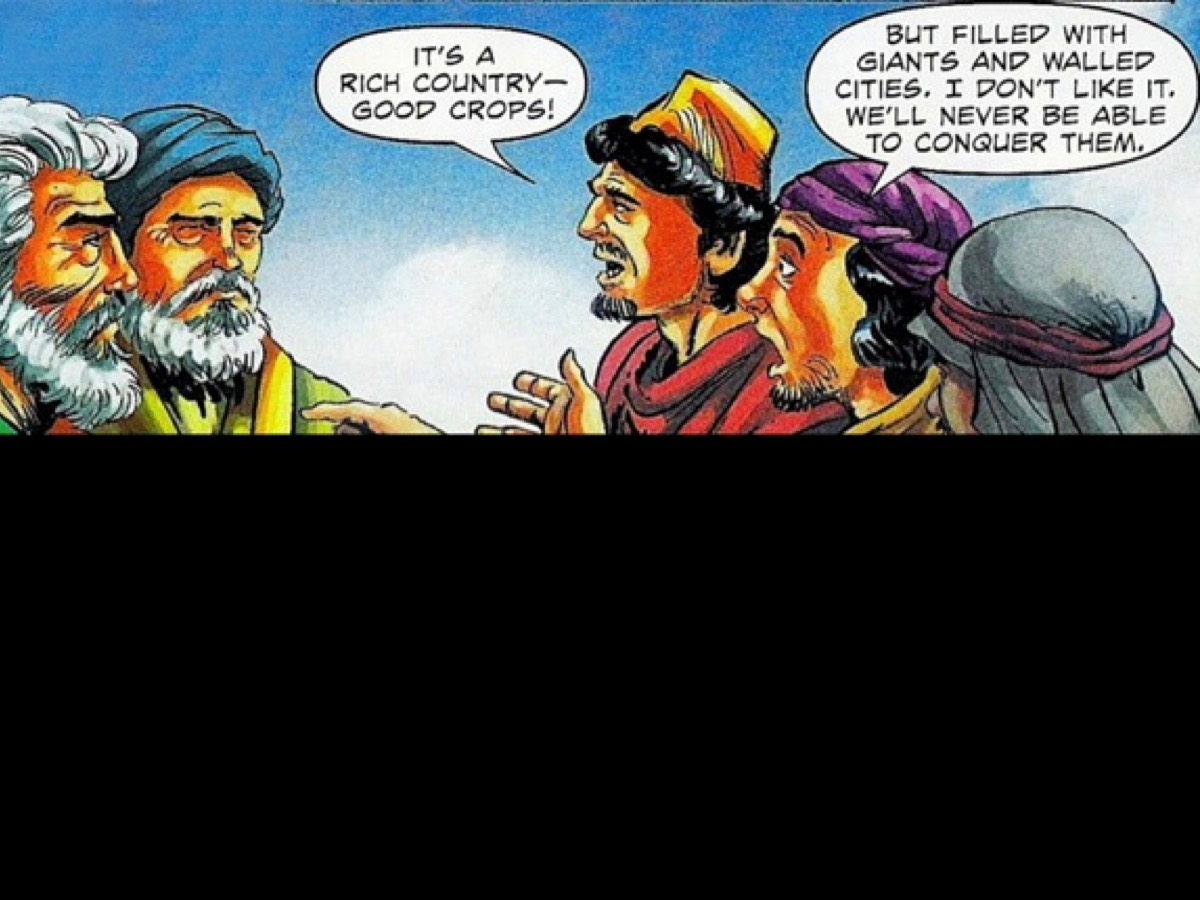 IT'S A
RICH COUNTRY—
GOOD CROPS!
BUT FILLED WITH
GIANTS AND WALLED
CITIES. I DON'T LIKE IT.
WE'LL NEVER BE ABLE
TO CONQUER THEM.